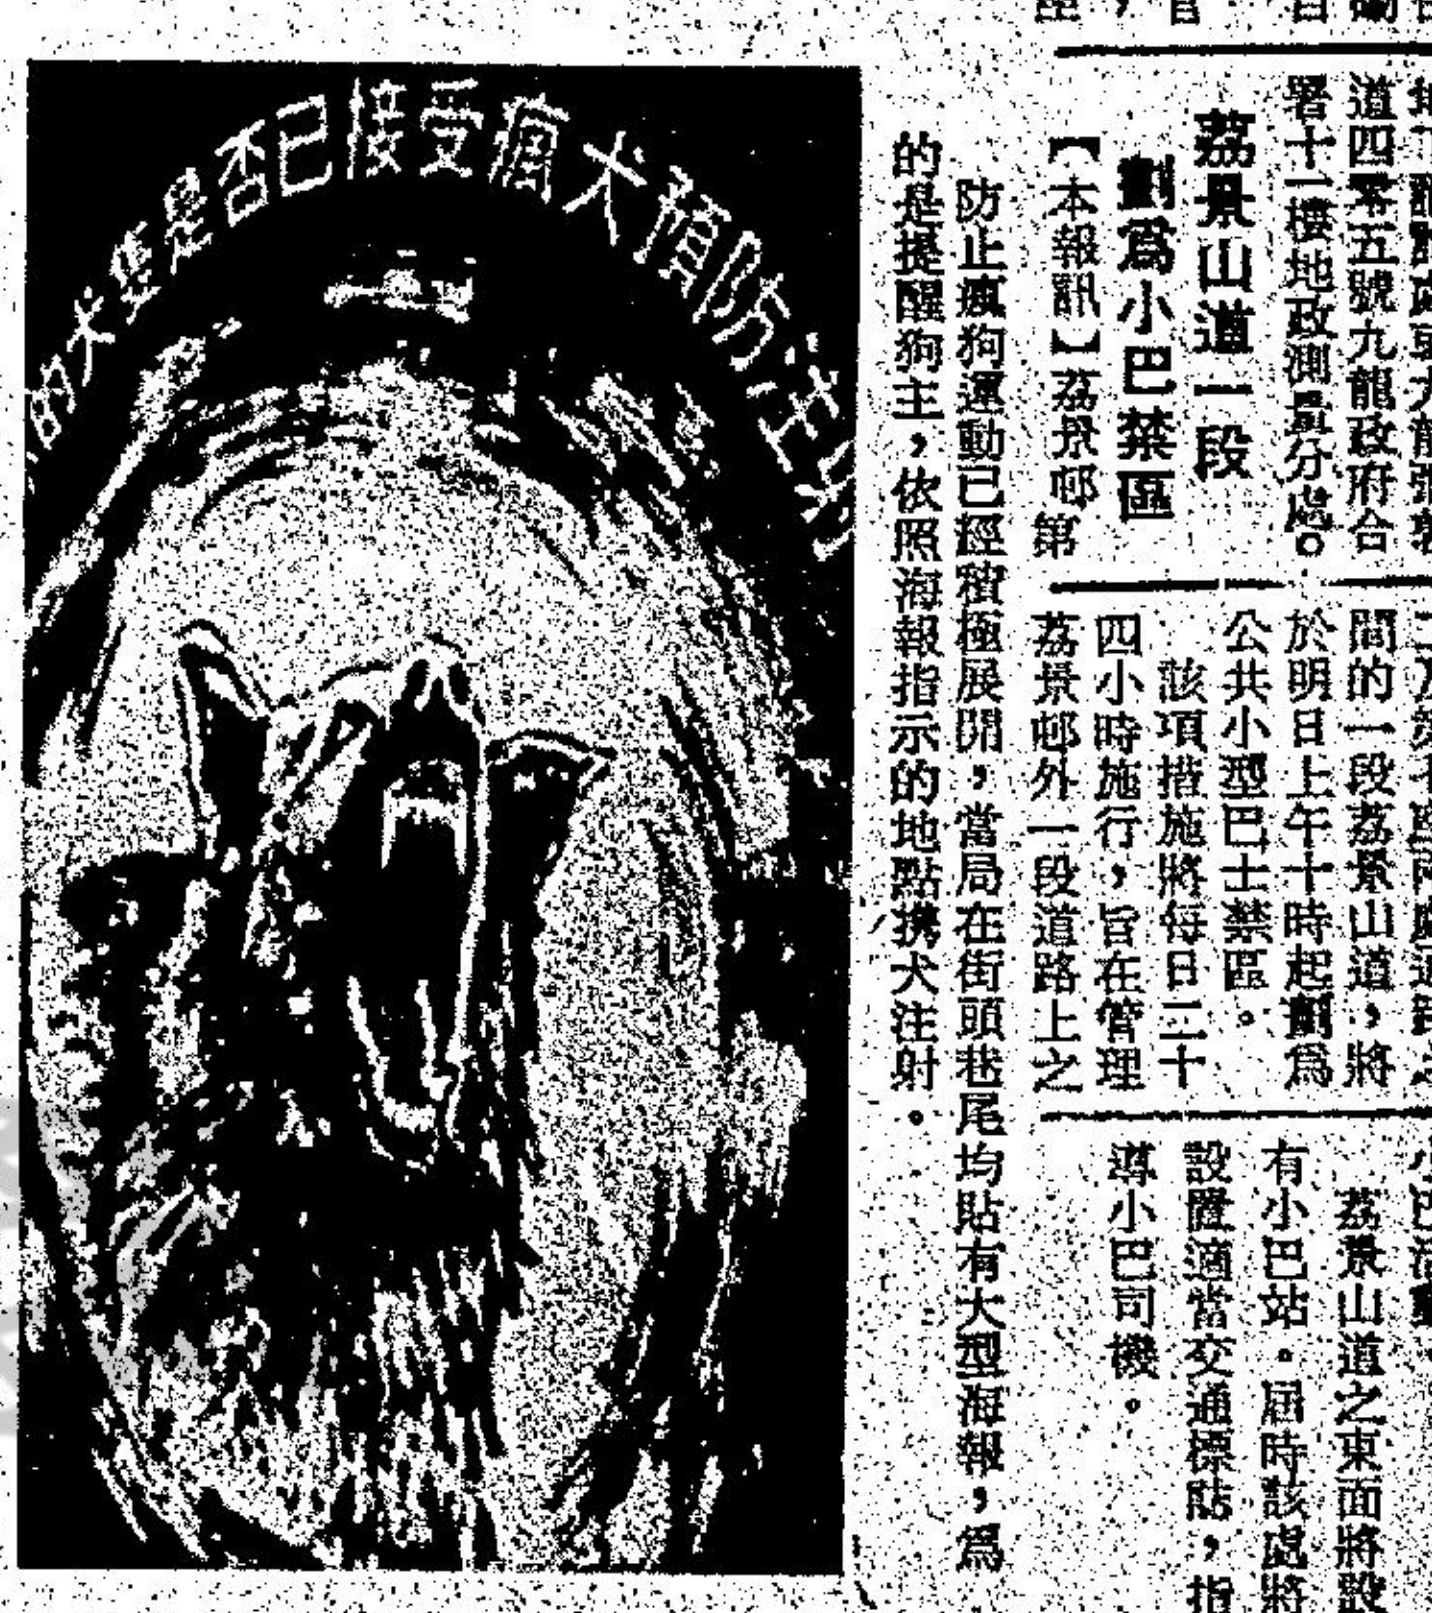 的犬隻是否已接受瘋犬預防注射
防止瘋狗運動已經積極展開，當局在街頭巷尾均貼有大型海報，爲
的是提醒狗主，依照海報指示的地點携犬注射。
道四零五號九龍政府合
署十一樓地政測量分處。
荔景山道一段
劃爲小巴禁區
【本報訊】荔景邨第
間的一段荔景山道，將
於明日上午十時起劃爲
公共小型巴士禁區。
該項措施將每日二十
四小時施行，旨在管理
荔景邨外一段道路上之
小巴活動。
荔景山道之東面將設
有小巴站。屆時該處將
設置適當交通標誌，指
導小巴司機。